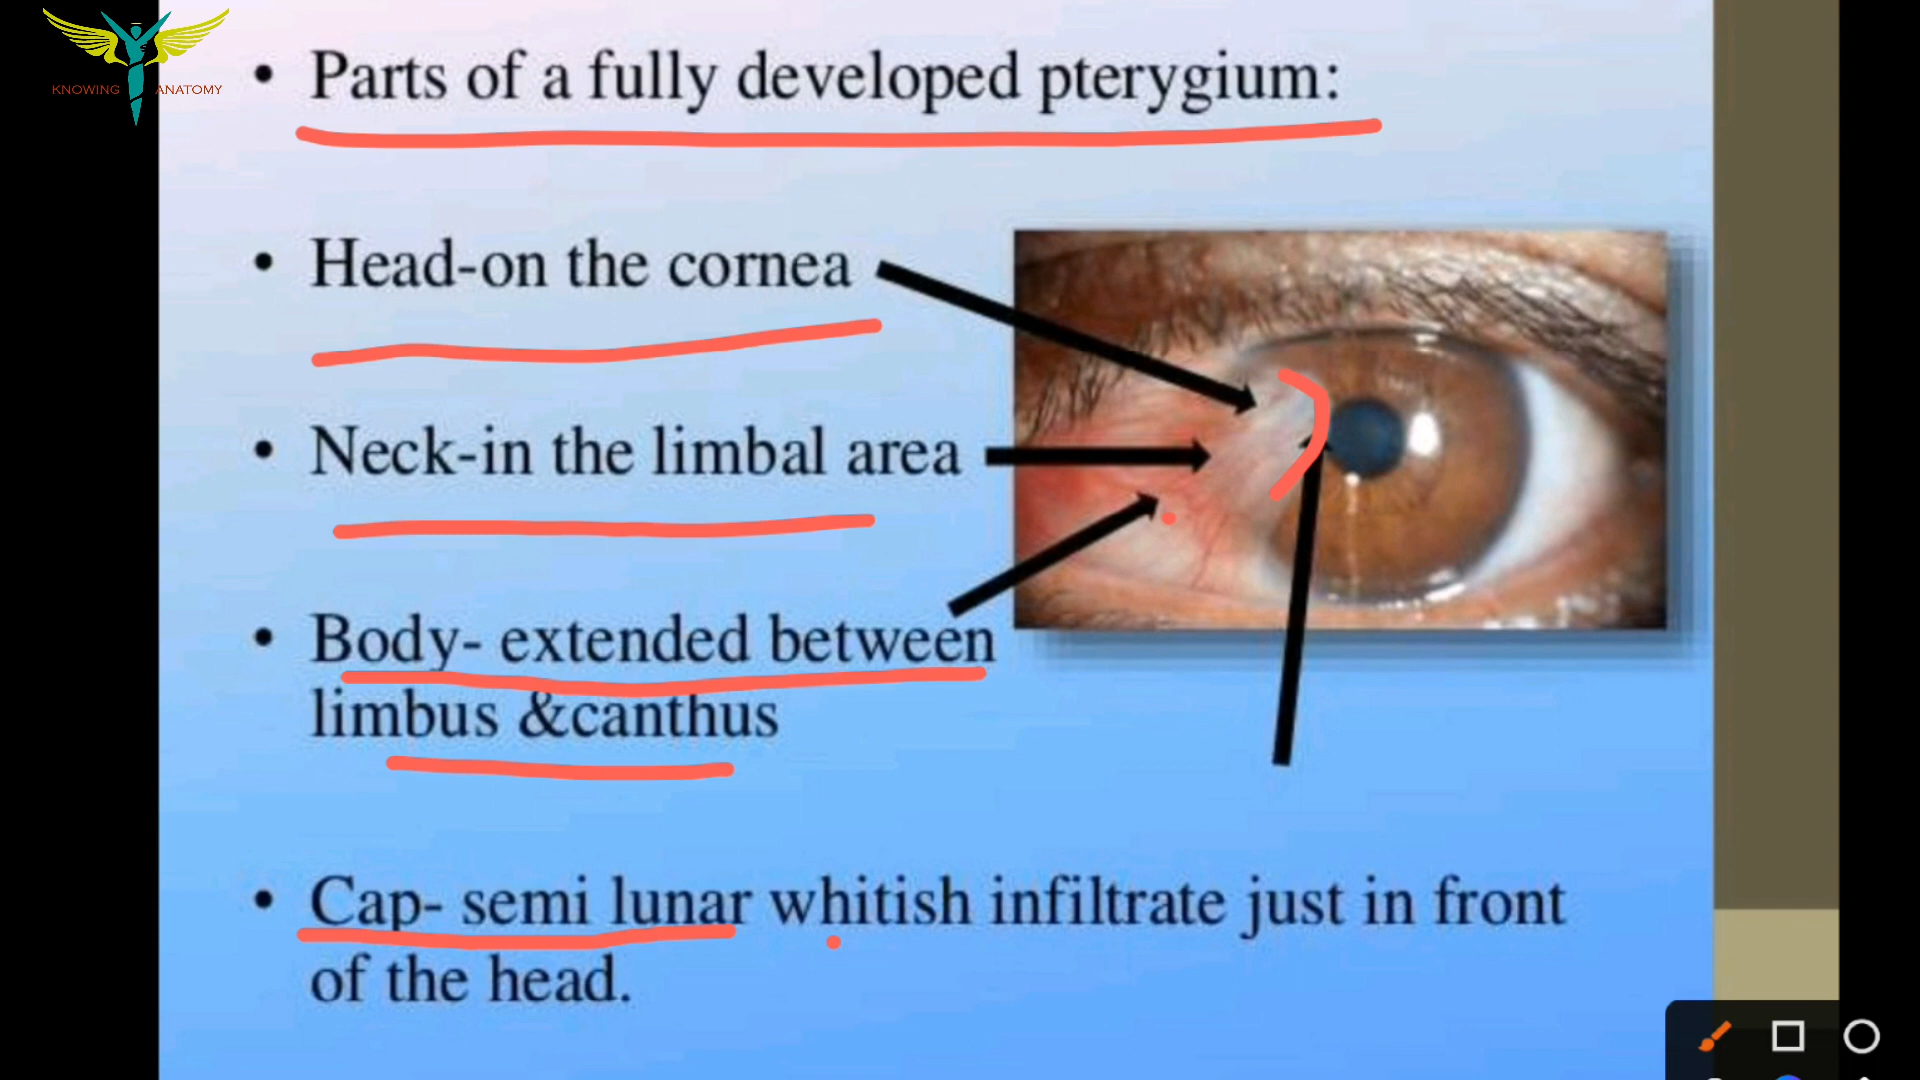 KNOWING ANATOMY
• Parts of a fully developed pterygium:
• Head-on the cornea
• Neck-in the limbal area
• Body- extended between
limbus &canthus
• Cap- semi lunar whitish infiltrate just in front
of the head.